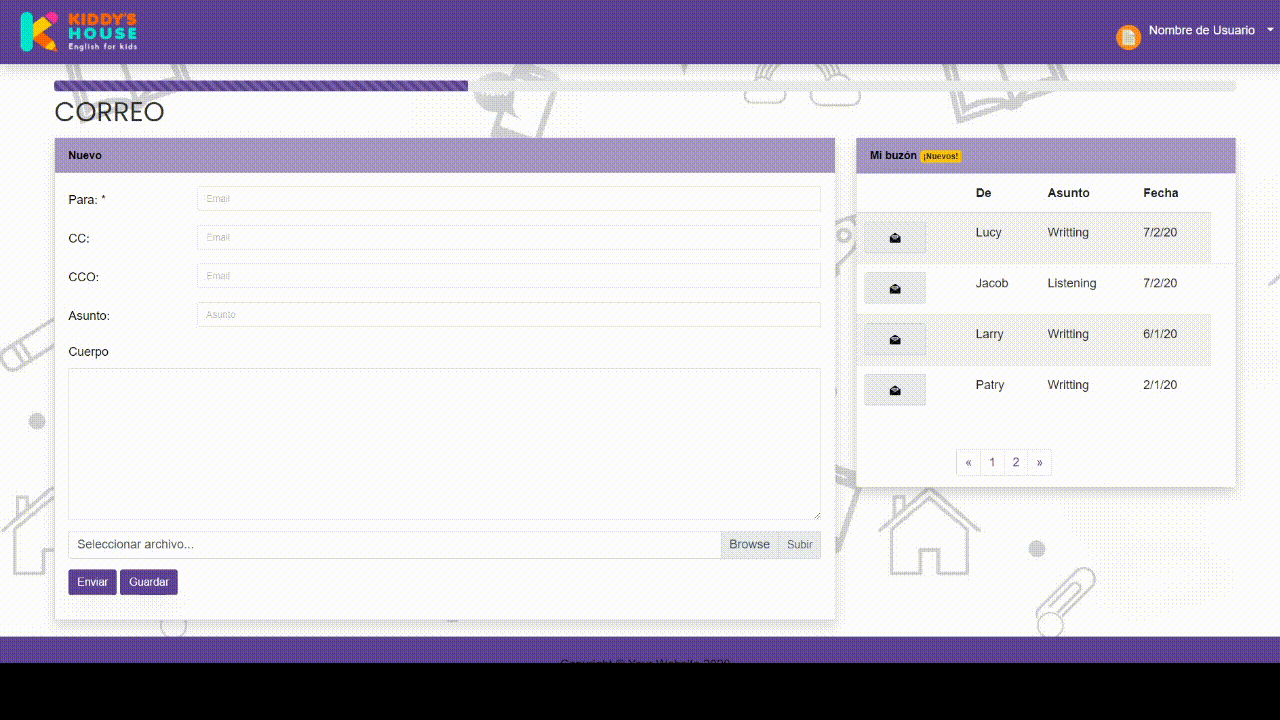 KIDDY'S
HOUSE
English for kids
Nombre de Usuario
CORREO
Nuevo
Para: *
Email
CC:
Email
CCO:
Email
Asunto:
Asunto
Cuerpo
Seleccionar archivo...
Browse
Subir
Enviar
Guardar
Mi buzón ¡Nuevos!
De Asunto Fecha
Lucy Writting 7/2/20
Jacob Listening 7/2/20
Larry Writting 6/1/20
Patry Writting 2/1/20
« 1 2 »
Copyright © Your Website 2020